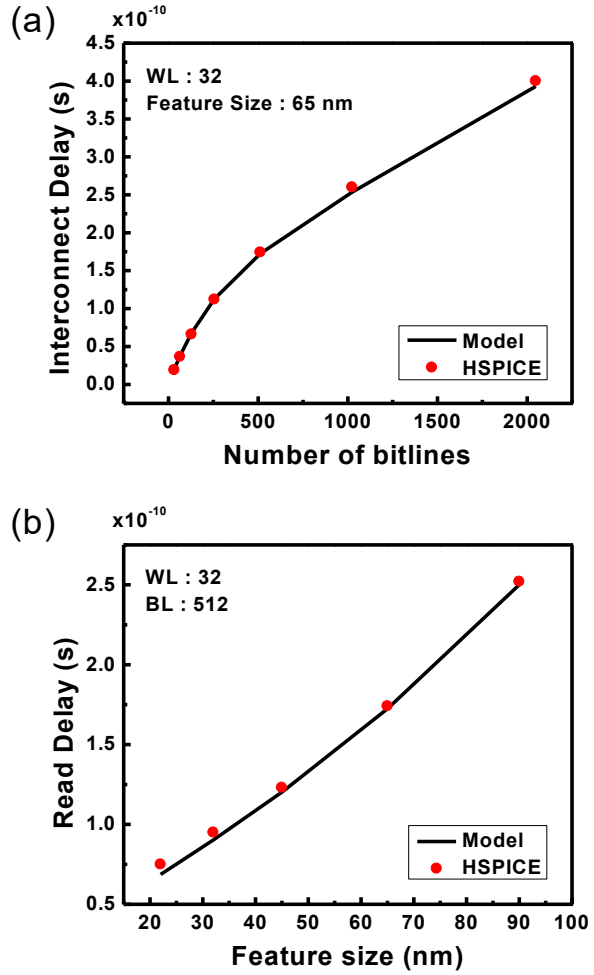 (a)
x10⁻¹⁰
4.5
4.0
3.5
3.0
2.5
2.0
1.5
1.0
0.5
0.0
Interconnect Delay (s)
WL : 32
Feature Size : 65 nm
Model
HSPICE
0 500 1000 1500 2000
Number of bitlines
(b)
x10⁻¹⁰
2.5
2.0
1.5
1.0
0.5
Read Delay (s)
WL : 32
BL : 512
Model
HSPICE
20 30 40 50 60 70 80 90 100
Feature size (nm)